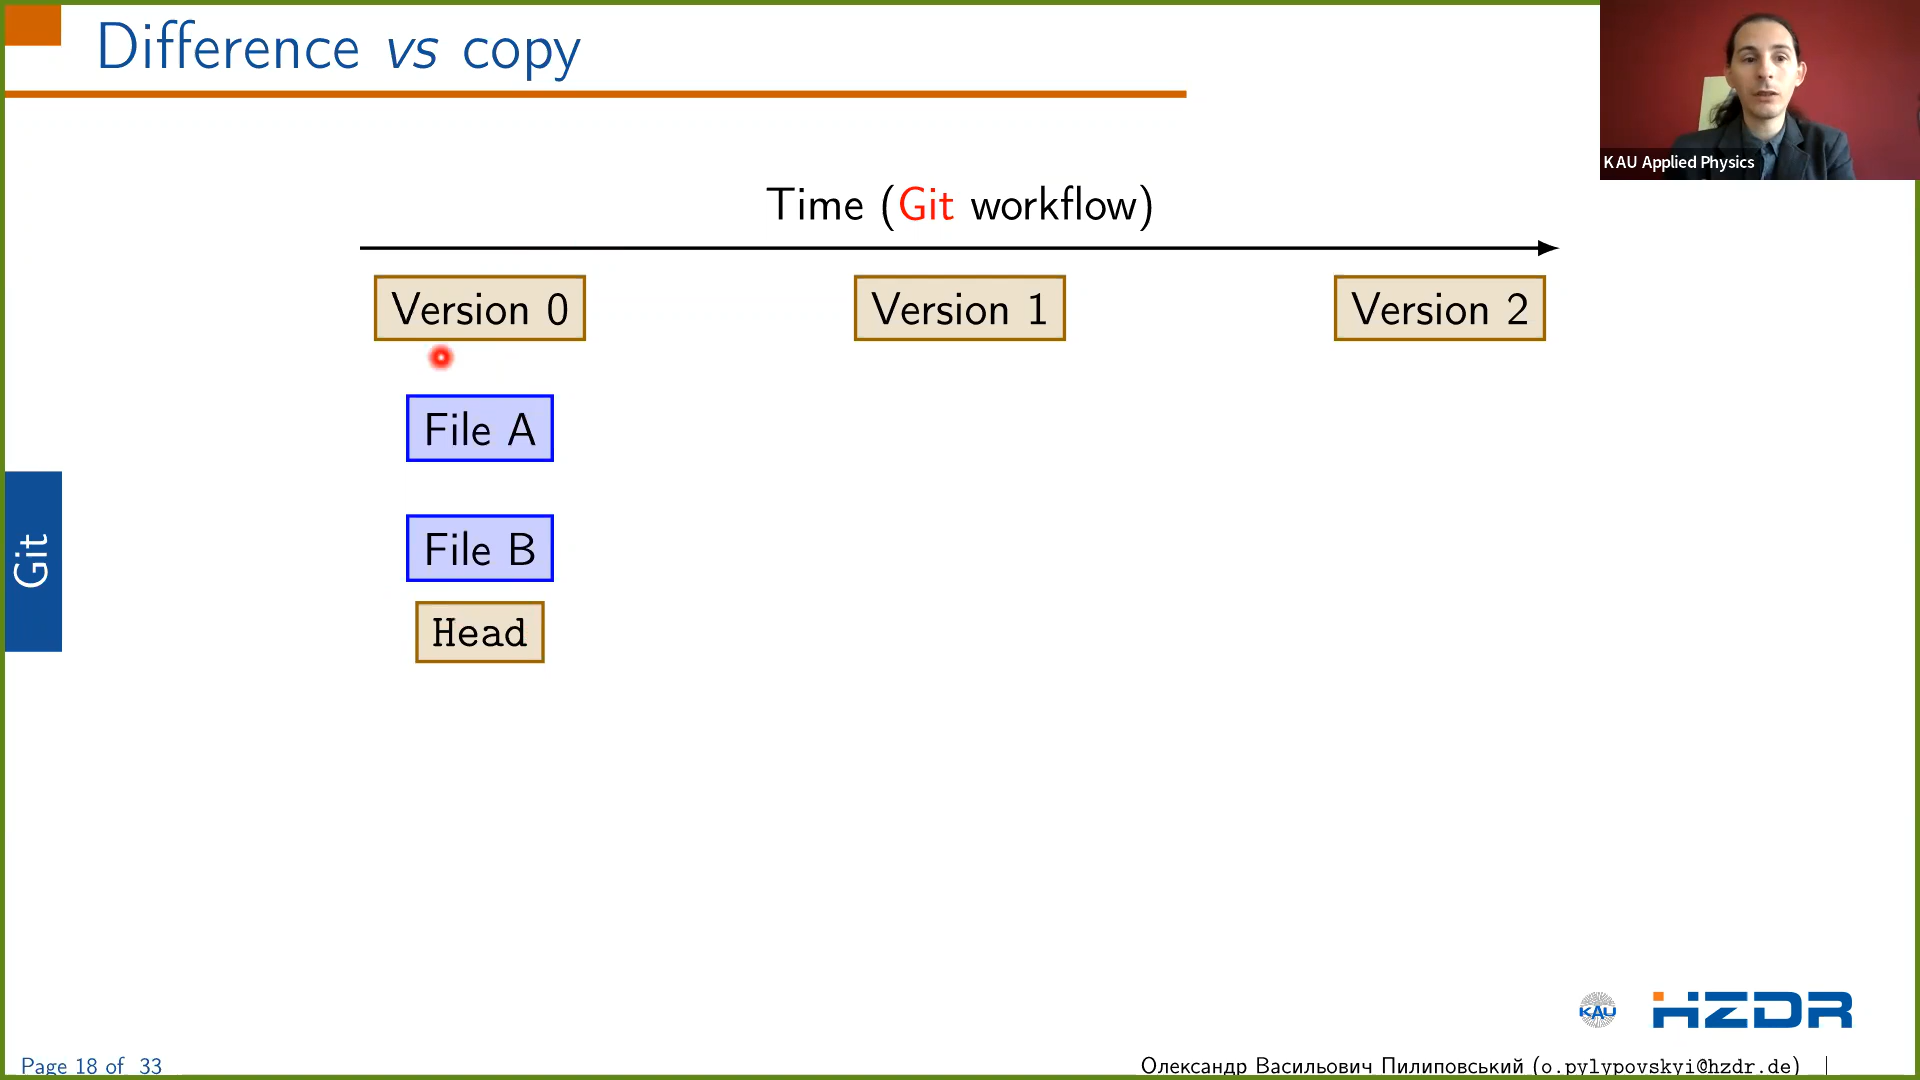 Difference vs copy
KAU Applied Physics
Time (Git workflow)
Version 0
Version 1
Version 2
File A
File B
Head
Git
KAU
HZDR
Page 18 of 33
Олександр Васильович Пилиповський (o.pylypovskyi@hzdr.de)